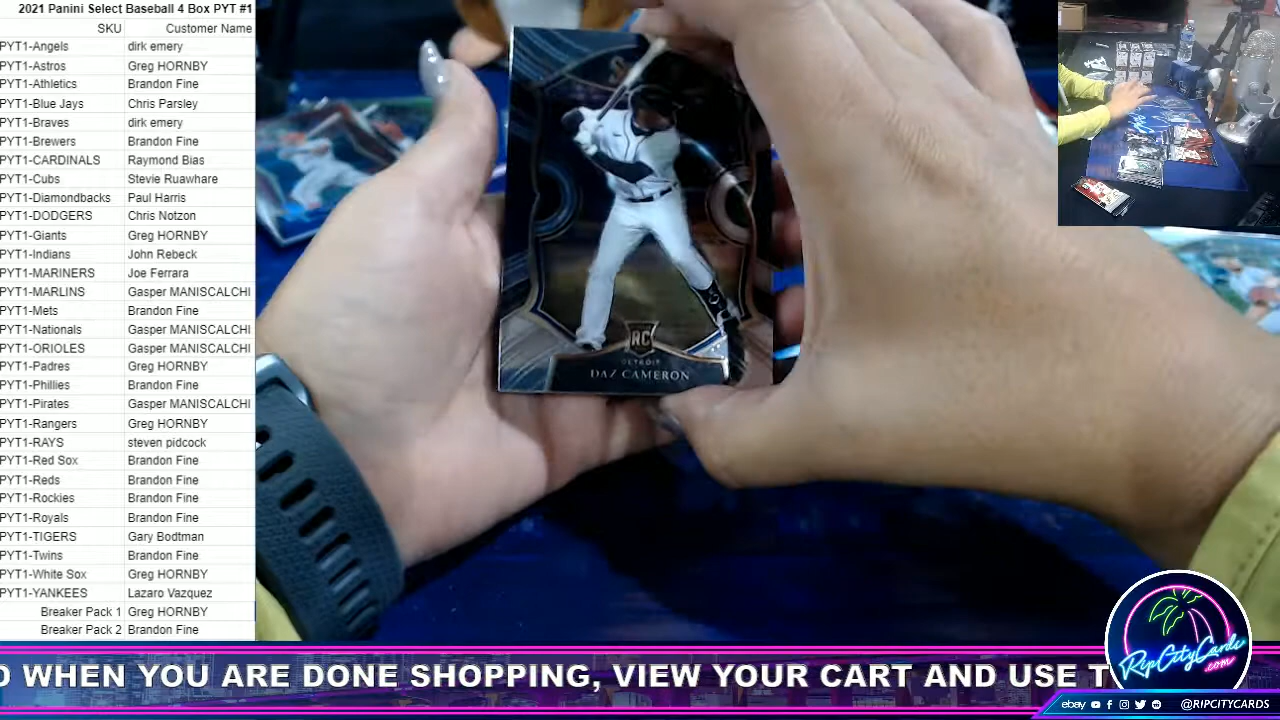 2021 Panini Select Baseball 4 Box PYT #1
SKU Customer Name
PYT1-Angels dirk emery
PYT1-Astros Greg HORNBY
PYT1-Athletics Brandon Fine
PYT1-Blue Jays Chris Parsley
PYT1-Braves dirk emery
PYT1-Brewers Brandon Fine
PYT1-CARDINALS Raymond Bias
PYT1-Cubs Stevie Ruawhare
PYT1-Diamondbacks Paul Harris
PYT1-DODGERS Chris Notzon
PYT1-Giants Greg HORNBY
PYT1-Indians John Rebeck
PYT1-MARINERS Joe Ferrara
PYT1-MARLINS Gasper MANISCALCHI
PYT1-Mets Brandon Fine
PYT1-Nationals Gasper MANISCALCHI
PYT1-ORIOLES Gasper MANISCALCHI
PYT1-Padres Greg HORNBY
PYT1-Phillies Brandon Fine
PYT1-Pirates Gasper MANISCALCHI
PYT1-Rangers Greg HORNBY
PYT1-RAYS steven pidcock
PYT1-Red Sox Brandon Fine
PYT1-Reds Brandon Fine
PYT1-Rockies Brandon Fine
PYT1-Royals Brandon Fine
PYT1-TIGERS Gary Bodtman
PYT1-Twins Brandon Fine
PYT1-White Sox Greg HORNBY
PYT1-YANKEES Lazaro Vazquez
Breaker Pack 1 Greg HORNBY
Breaker Pack 2 Brandon Fine
RC
DETROIT
DAZ CAMERON
WHEN YOU ARE DONE SHOPPING, VIEW YOUR CART AND USE
RipCityCards
.com
ebay @RIPCITYCARDS